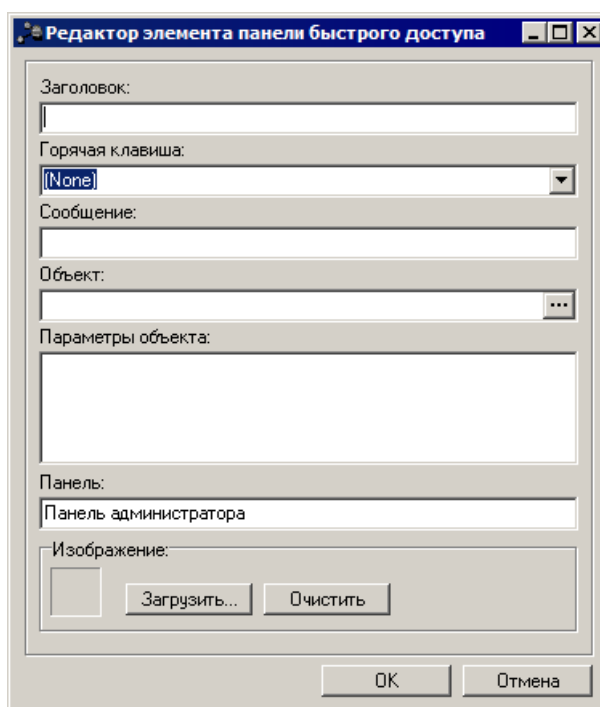 Редактор элемента панели быстрого доступа
Заголовок:
Горячая клавиша:
(None)
Сообщение:
Объект:
...
Параметры объекта:
Панель:
Панель администратора
Изображение:
Загрузить... Очистить
OK Отмена